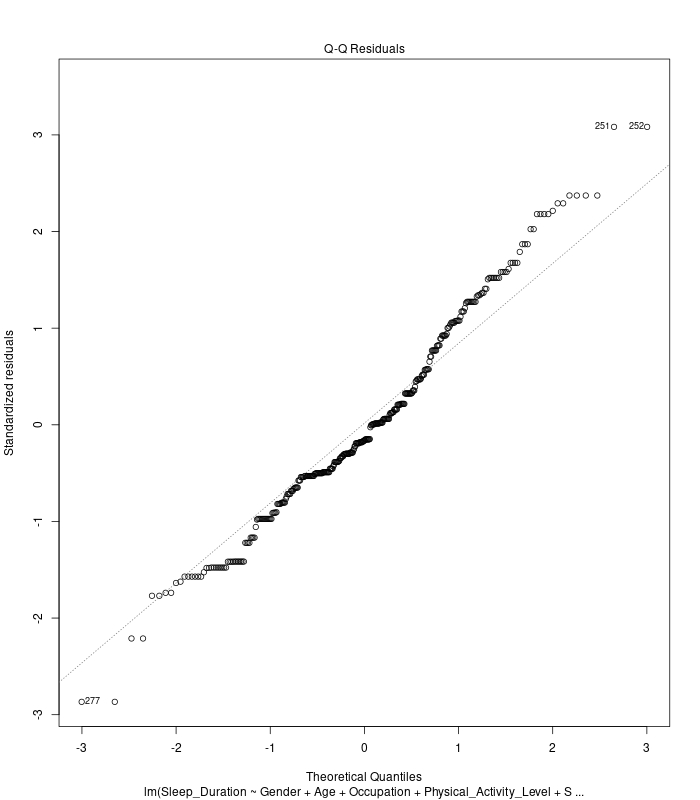 Q-Q Residuals
Standardized residuals
3
2
1
0
-1
-2
-3
251
252
277
-3 -2 -1 0 1 2 3
Theoretical Quantiles
lm(Sleep_Duration ~ Gender + Age + Occupation + Physical_Activity_Level + S ...